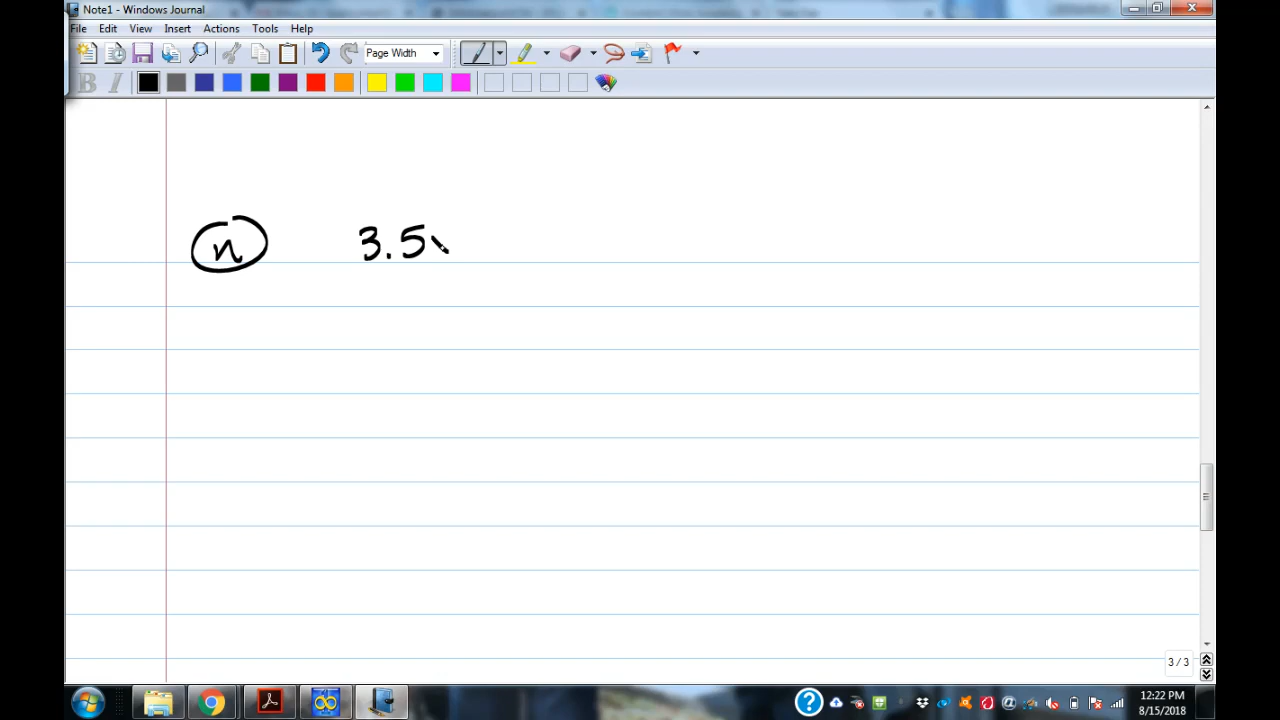 Note1 - Windows Journal
File Edit View Insert Actions Tools Help
Page Width
B I
n 3.5
3 / 3
12:22 PM
8/15/2018